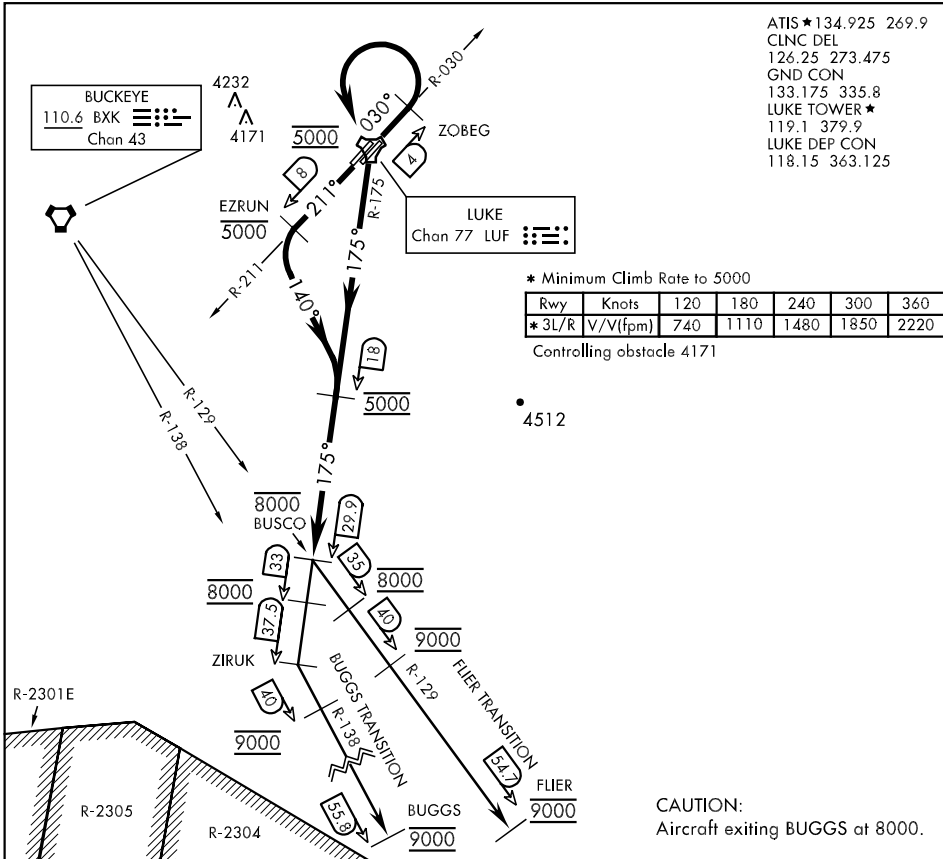 ATIS ★ 134.925 269.9
CLNC DEL
126.25 273.475
GND CON
133.175 335.8
LUKE TOWER ★
119.1 379.9
LUKE DEP CON
118.15 363.125
BUCKEYE
110.6 BXK
Chan 43
4232
4171
5000
030°
R-030
ZOBEG
4
8
211°
R-175
EZRUN
5000
LUKE
Chan 77 LUF
R-211
140°
175°
* Minimum Climb Rate to 5000
Rwy Knots 120 180 240 300 360
* 3L/R V/V(fpm) 740 1110 1480 1850 2220
Controlling obstacle 4171
18
5000
4512
R-129
R-138
175°
8000
BUSCO
29.9
33
35
8000
8000
37.5
40
9000
ZIRUK
R-129
FLIER TRANSITION
BUGGS TRANSITION
R-138
40
9000
R-2301E
R-2305
R-2304
54.7
FLIER
9000
55.8
BUGGS
9000
CAUTION:
Aircraft exiting BUGGS at 8000.